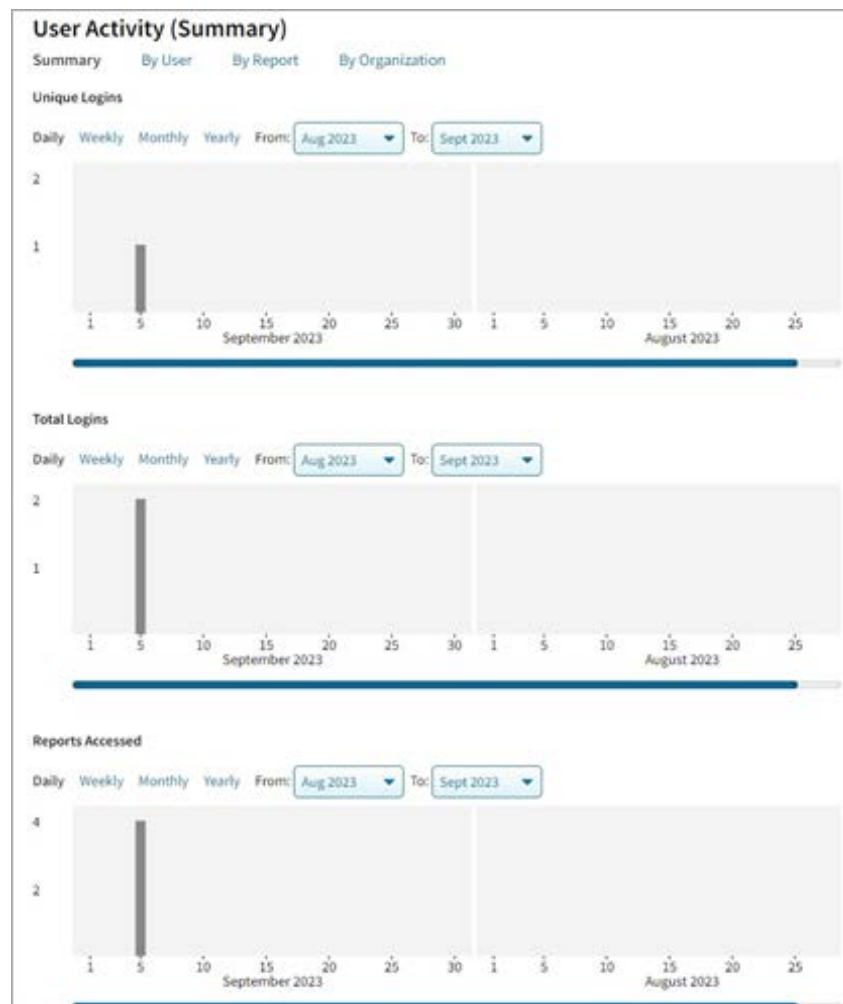 User Activity (Summary)
Summary By User By Report By Organization
Unique Logins
Daily Weekly Monthly Yearly From: Aug 2023 To: Sept 2023
2
1
1 5 10 15 20 25 30 1 5 10 15 20 25
September 2023 August 2023
Total Logins
Daily Weekly Monthly Yearly From: Aug 2023 To: Sept 2023
2
1
1 5 10 15 20 25 30 1 5 10 15 20 25
September 2023 August 2023
Reports Accessed
Daily Weekly Monthly Yearly From: Aug 2023 To: Sept 2023
4
2
1 5 10 15 20 25 30 1 5 10 15 20 25
September 2023 August 2023